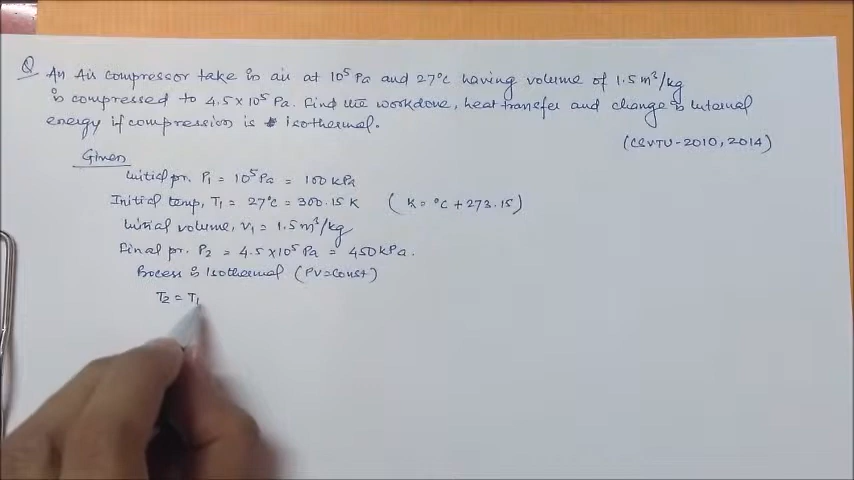 Q An Air compressor take in air at 10⁵ Pa and 27°C having volume of 1.5 m³/kg
is compressed to 4.5 × 10⁵ Pa. Find the workdone, heat transfer and change in internal
energy if compression is isothermal.
(CSVTU-2010, 2014)
Given
Initial pr. P₁ = 10⁵ Pa = 100 kPa
Initial temp, T₁ = 27°C = 300.15 K ( K = °C + 273.15)
Initial volume, v₁ = 1.5 m³/kg
Final pr. P₂ = 4.5 × 10⁵ Pa = 450 kPa.
Process is Isothermal (PV = Const)
T₂ = T₁